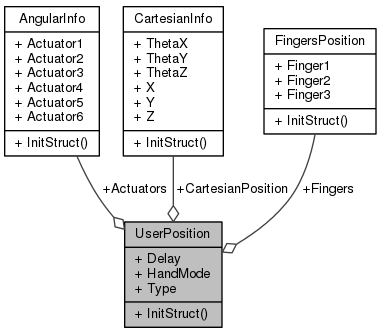 AngularInfo
+ Actuator1
+ Actuator2
+ Actuator3
+ Actuator4
+ Actuator5
+ Actuator6
+ InitStruct()
CartesianInfo
+ ThetaX
+ ThetaY
+ ThetaZ
+ X
+ Y
+ Z
+ InitStruct()
FingersPosition
+ Finger1
+ Finger2
+ Finger3
+ InitStruct()
+Actuators
+CartesianPosition
+Fingers
UserPosition
+ Delay
+ HandMode
+ Type
+ InitStruct()